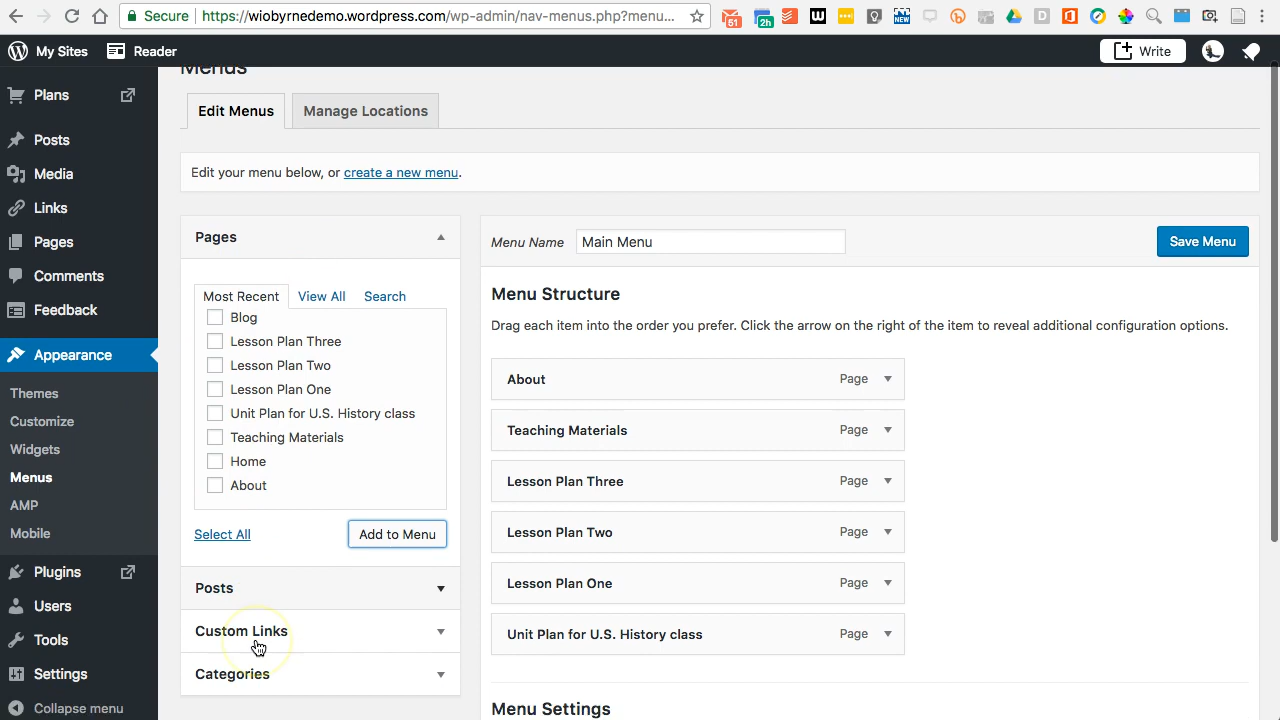 Secure https://wiobyrnedemo.wordpress.com/wp-admin/nav-menus.php?menu...
51
2h
W
NEW
D
My Sites
Reader
Write
Plans
Posts
Media
Links
Pages
Comments
Feedback
Appearance
Themes
Customize
Widgets
Menus
AMP
Mobile
Plugins
Users
Tools
Settings
Collapse menu
Menus
Edit Menus
Manage Locations
Edit your menu below, or create a new menu.
Pages
Most Recent
View All
Search
Blog
Lesson Plan Three
Lesson Plan Two
Lesson Plan One
Unit Plan for U.S. History class
Teaching Materials
Home
About
Select All
Add to Menu
Posts
Custom Links
Categories
Menu Name
Main Menu
Save Menu
Menu Structure
Drag each item into the order you prefer. Click the arrow on the right of the item to reveal additional configuration options.
About Page
Teaching Materials Page
Lesson Plan Three Page
Lesson Plan Two Page
Lesson Plan One Page
Unit Plan for U.S. History class Page
Menu Settings